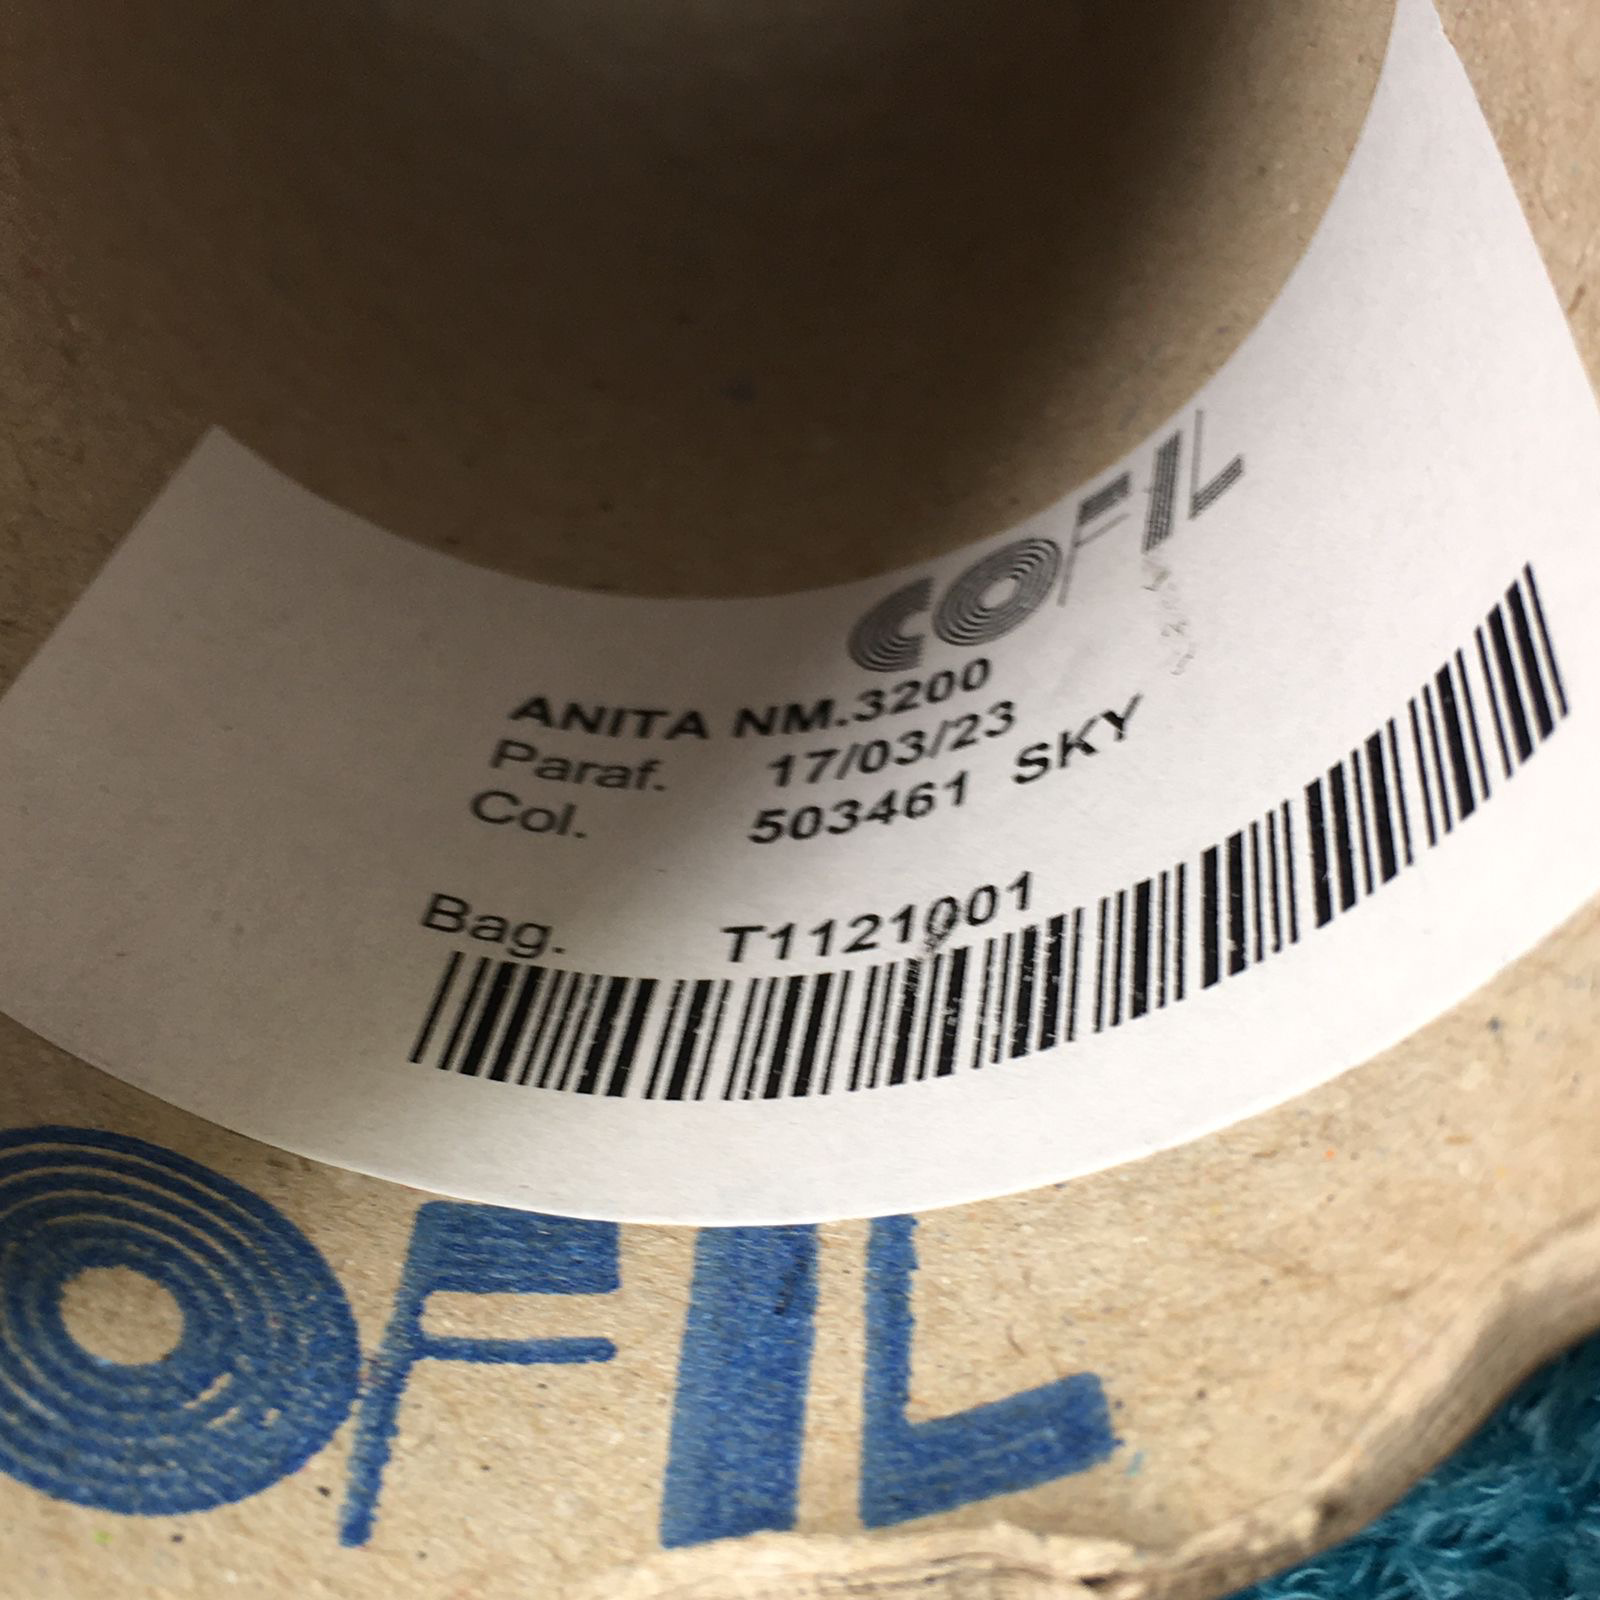 COFIL
ANITA NM.3200
Paraf. 17/03/23
Col. 503461 SKY
Bag. T1121001
OFIL